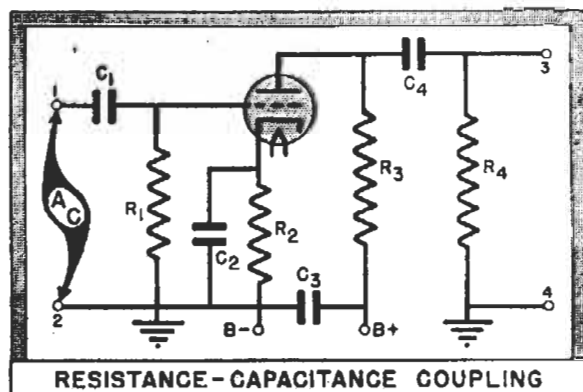 1
C1
AC
R1
C2
R2
C3
R3
C4
R4
3
2
B-
B+
4
RESISTANCE-CAPACITANCE COUPLING